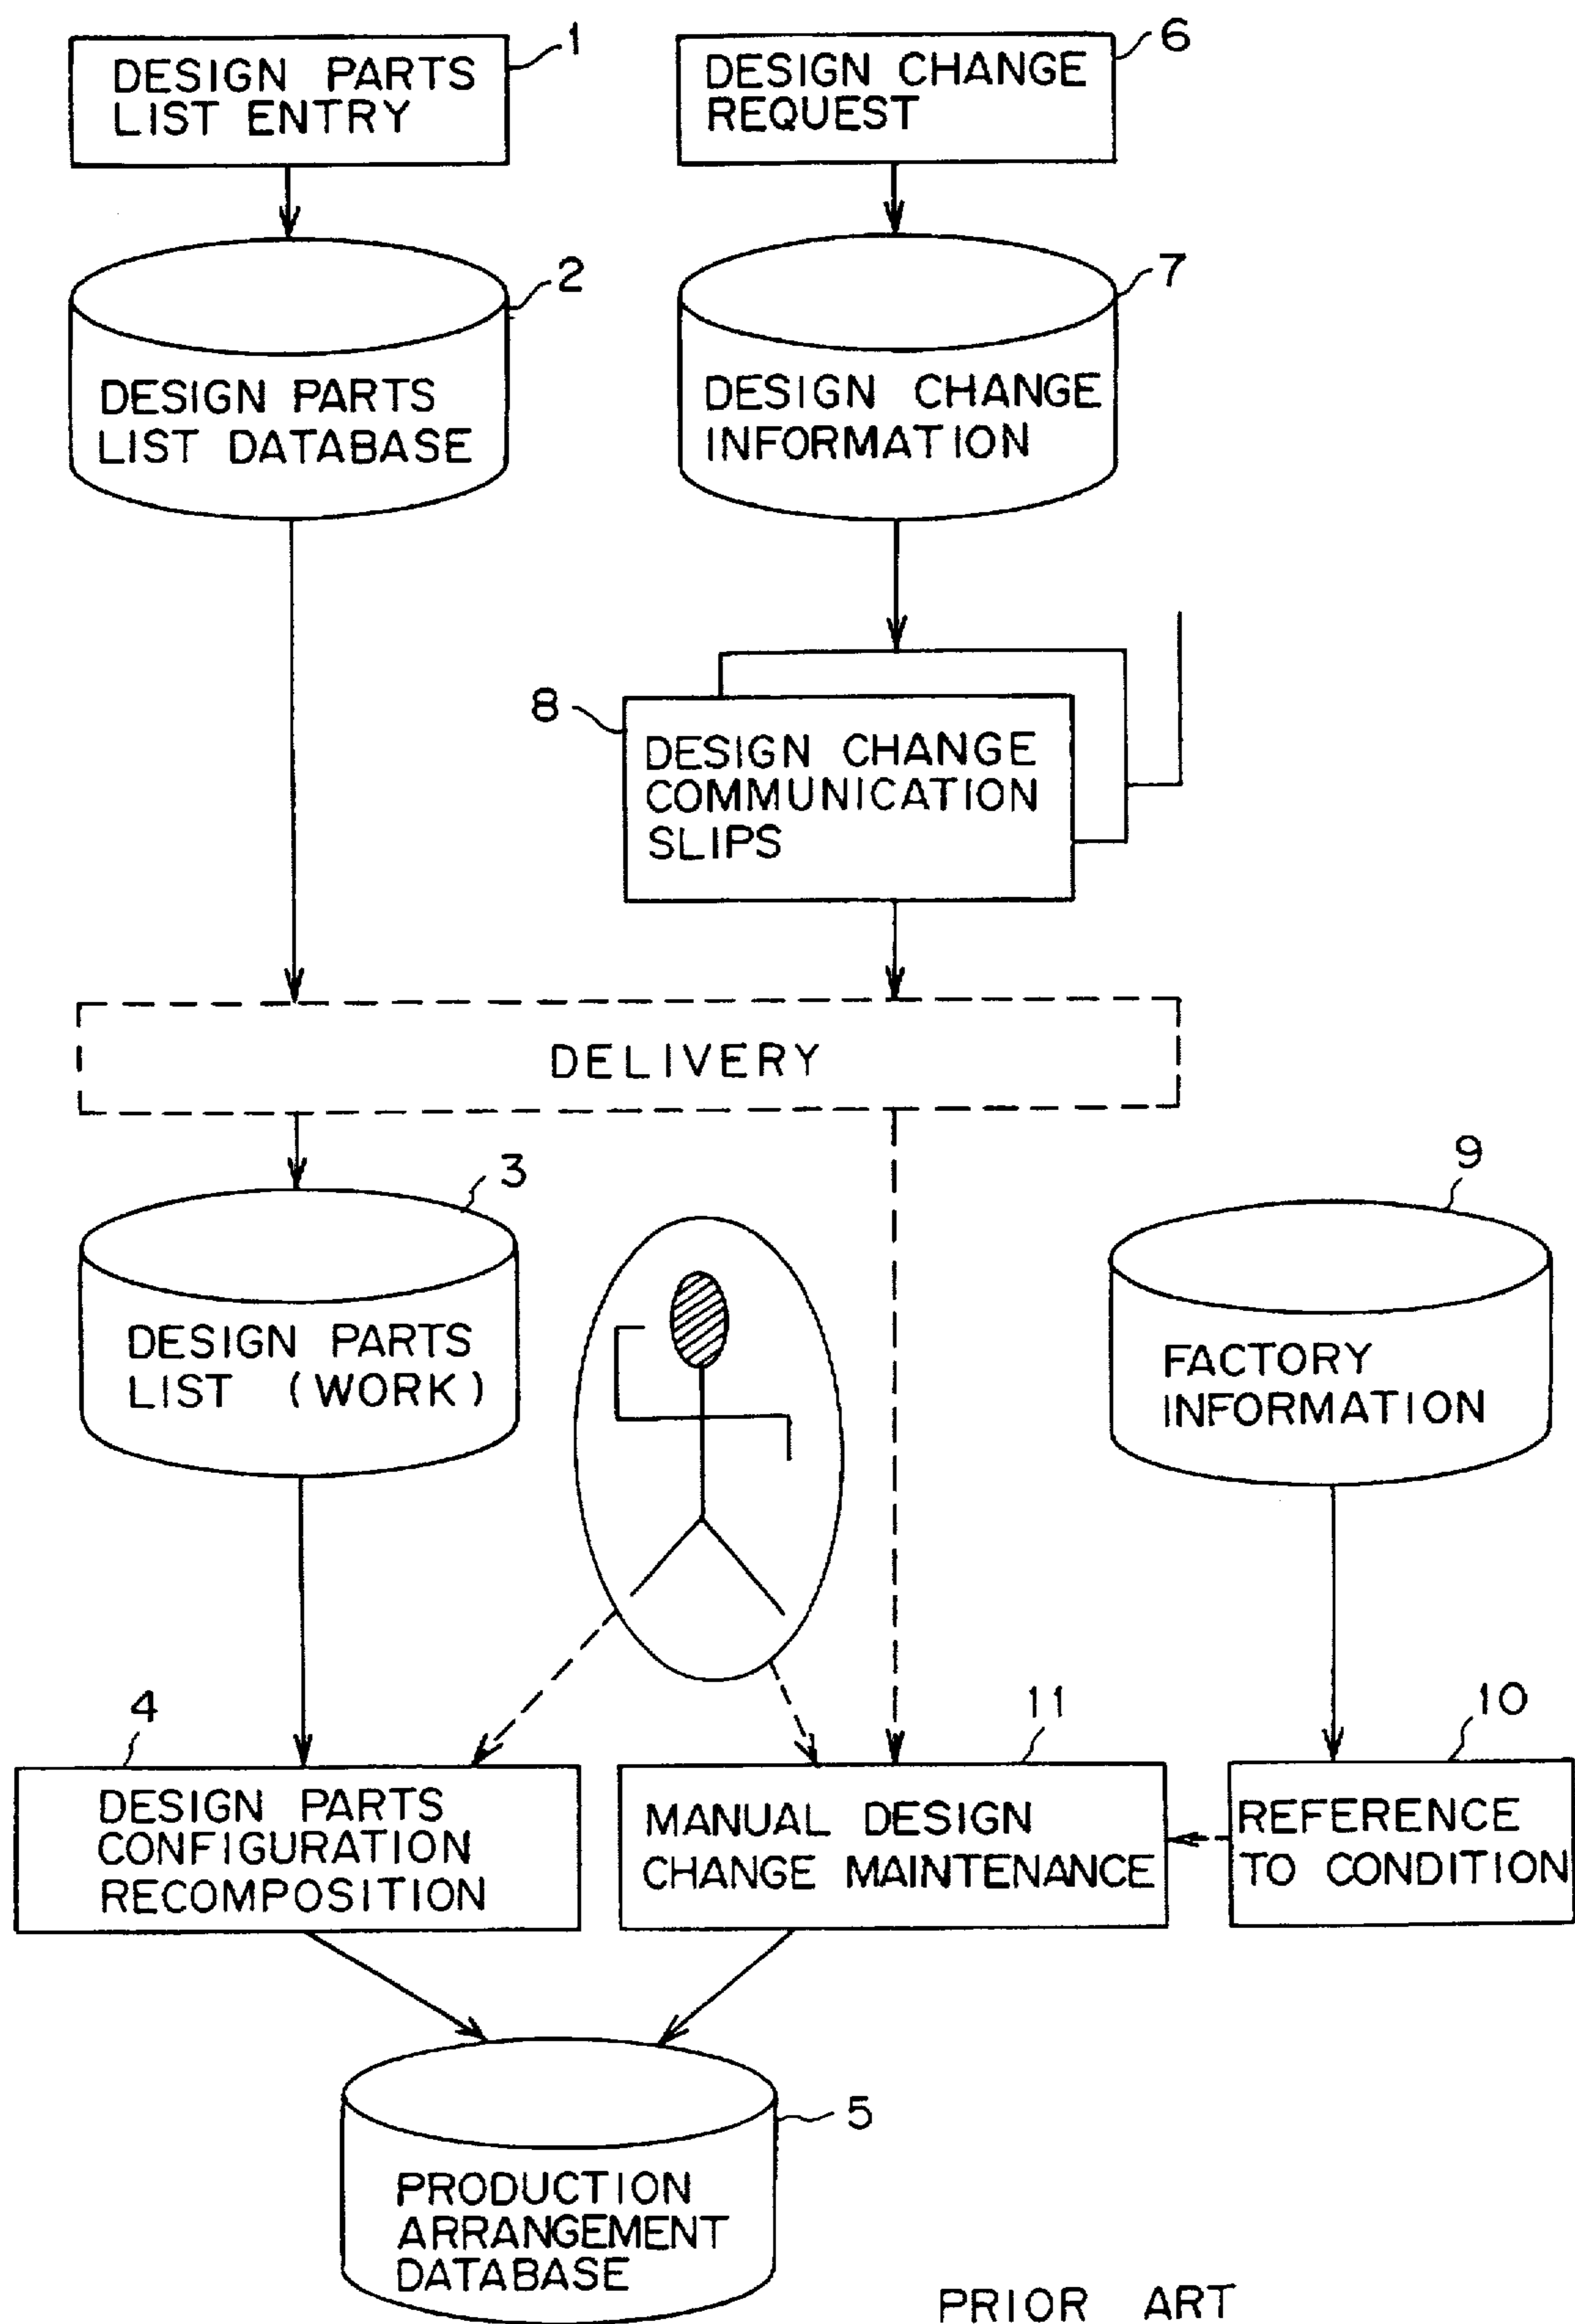 1
DESIGN PARTS
LIST ENTRY
6
DESIGN CHANGE
REQUEST
2
DESIGN PARTS
LIST DATABASE
7
DESIGN CHANGE
INFORMATION
8
DESIGN CHANGE
COMMUNICATION
SLIPS
DELIVERY
3
DESIGN PARTS
LIST (WORK)
9
FACTORY
INFORMATION
4
DESIGN PARTS
CONFIGURATION
RECOMPOSITION
11
MANUAL DESIGN
CHANGE MAINTENANCE
10
REFERENCE
TO CONDITION
5
PRODUCTION
ARRANGEMENT
DATABASE
PRIOR ART